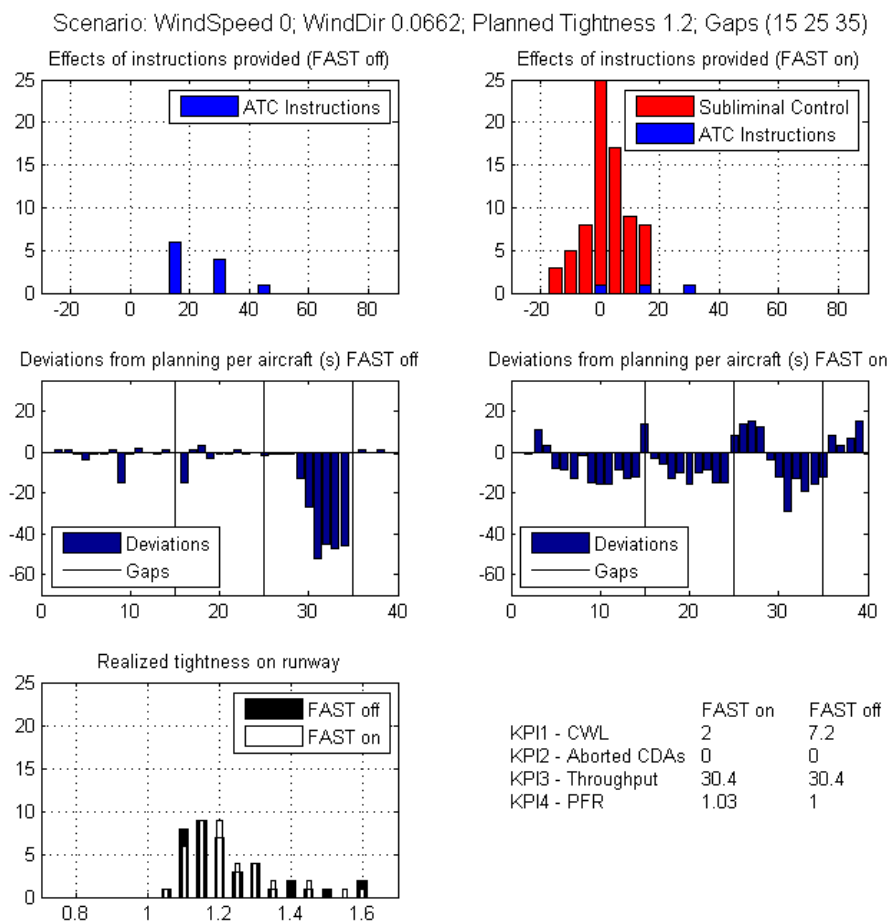 Scenario: WindSpeed 0; WindDir 0.0662; Planned Tightness 1.2; Gaps (15 25 35)
Effects of instructions provided (FAST off)
25
20
15
10
5
0
-20 0 20 40 60 80
ATC Instructions
Effects of instructions provided (FAST on)
25
20
15
10
5
0
-20 0 20 40 60 80
Subliminal Control
ATC Instructions
Deviations from planning per aircraft (s) FAST off
20
0
-20
-40
-60
0 10 20 30 40
Deviations
Gaps
Deviations from planning per aircraft (s) FAST on
20
0
-20
-40
-60
0 10 20 30 40
Deviations
Gaps
Realized tightness on runway
25
20
15
10
5
0
0.8 1 1.2 1.4 1.6
FAST off
FAST on
FAST on FAST off
KPI1 - CWL 2 7.2
KPI2 - Aborted CDAs 0 0
KPI3 - Throughput 30.4 30.4
KPI4 - PFR 1.03 1